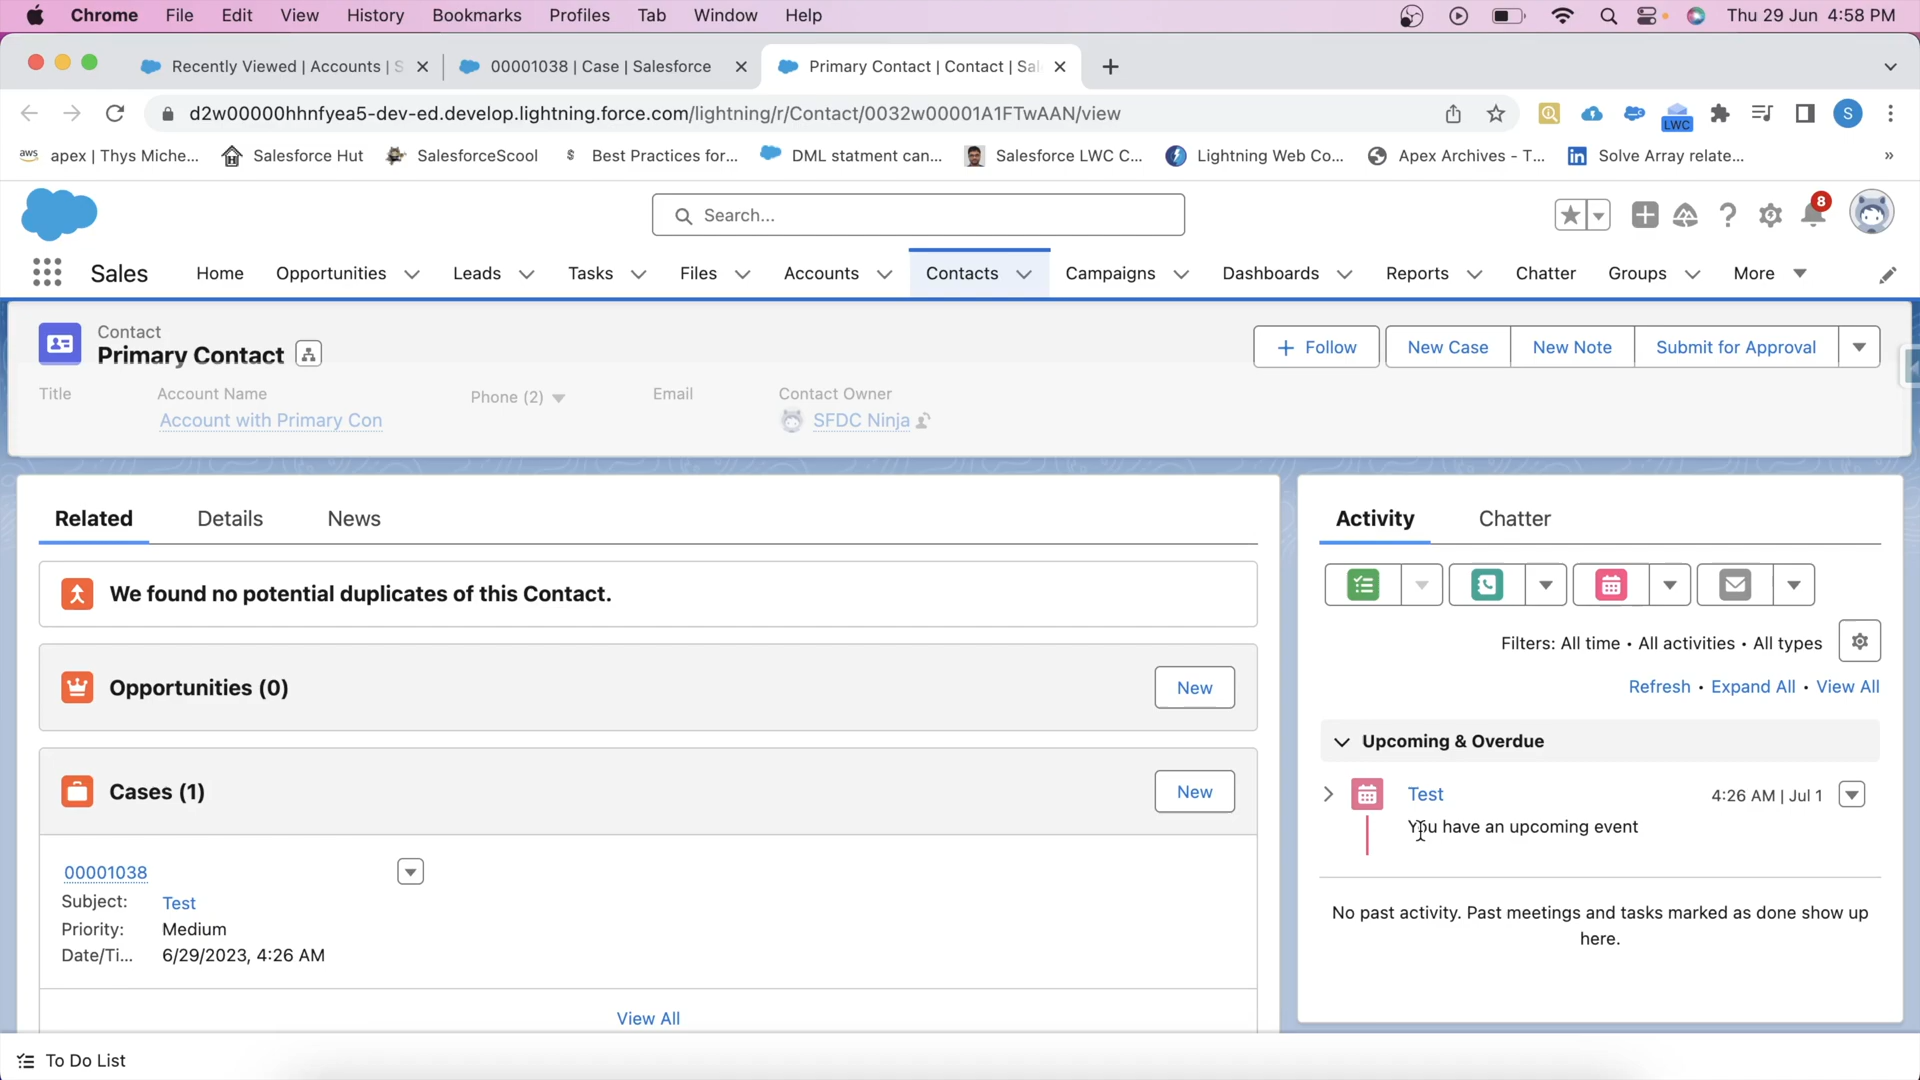 Chrome File Edit View History Bookmarks Profiles Tab Window Help Thu 29 Jun 4:58 PM
Recently Viewed | Accounts | S 00001038 | Case | Salesforce Primary Contact | Contact | Sal
d2w00000hhnfyea5-dev-ed.develop.lightning.force.com/lightning/r/Contact/0032w00001A1FTwAAN/view LWC S
aws apex | Thys Miche... Salesforce Hut SalesforceScool $ Best Practices for... DML statment can... Salesforce LWC C... Lightning Web Co... Apex Archives - T... in Solve Array relate... »
Search... 8
Sales Home Opportunities Leads Tasks Files Accounts Contacts Campaigns Dashboards Reports Chatter Groups More
Contact
Primary Contact
+ Follow New Case New Note Submit for Approval
Title Account Name Phone (2) Email Contact Owner
Account with Primary Con SFDC Ninja
Related Details News
We found no potential duplicates of this Contact.
Opportunities (0) New
Cases (1) New
00001038
Subject: Test
Priority: Medium
Date/Ti... 6/29/2023, 4:26 AM
View All
Activity Chatter
Filters: All time • All activities • All types
Refresh • Expand All • View All
Upcoming & Overdue
Test 4:26 AM | Jul 1
You have an upcoming event
No past activity. Past meetings and tasks marked as done show up
here.
To Do List